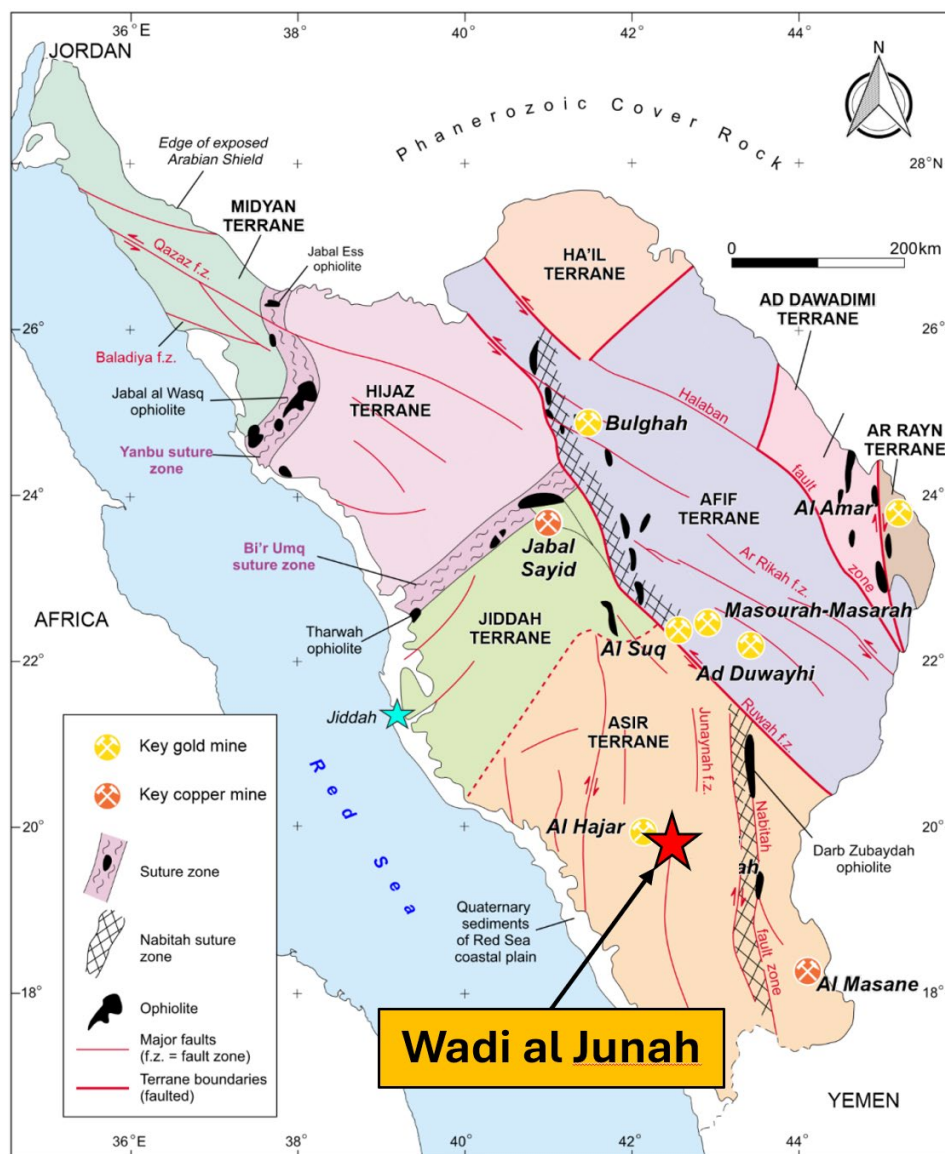 36°E
38
40
42
44
JORDAN
N
Phanerozoic Cover Rock
Edge of exposed
Arabian Shield
28°N
MIDYAN
TERRANE
Qazaz f.z.
Jabal Ess
ophiolite
HA'IL
TERRANE
0
200km
AD DAWADIMI
TERRANE
26°
26°
Baladiya f.z.
Jabal al Wasq
ophiolite
HIJAZ
TERRANE
Halaban
fault
zone
Yanbu suture
zone
Bulghah
AR RAYN
TERRANE
24°
24°
AFIF
TERRANE
Al Amar
Jabal
Sayid
Bi'r Umq
suture zone
Ar Rikah f.z.
AFRICA
Masourah-Masarah
Tharwah
ophiolite
JIDDAH
TERRANE
Al Suq
Ad Duwayhi
22°
22°
Jiddah
Ruwah f.z.
ASIR
TERRANE
Junaynah f.z.
Key gold mine
Key copper mine
Red Sea
Nabitah
fault zone
20°
20°
Al Hajar
Darb Zubaydah
ophiolite
ah
Suture zone
Quaternary
sediments
of Red Sea
coastal plain
Nabitah suture
zone
18°
18°
Al Masane
Ophiolite
Major faults
(f.z. = fault zone)
Terrane boundaries
(faulted)
Wadi al Junah
YEMEN
36°E
38
40
42
44